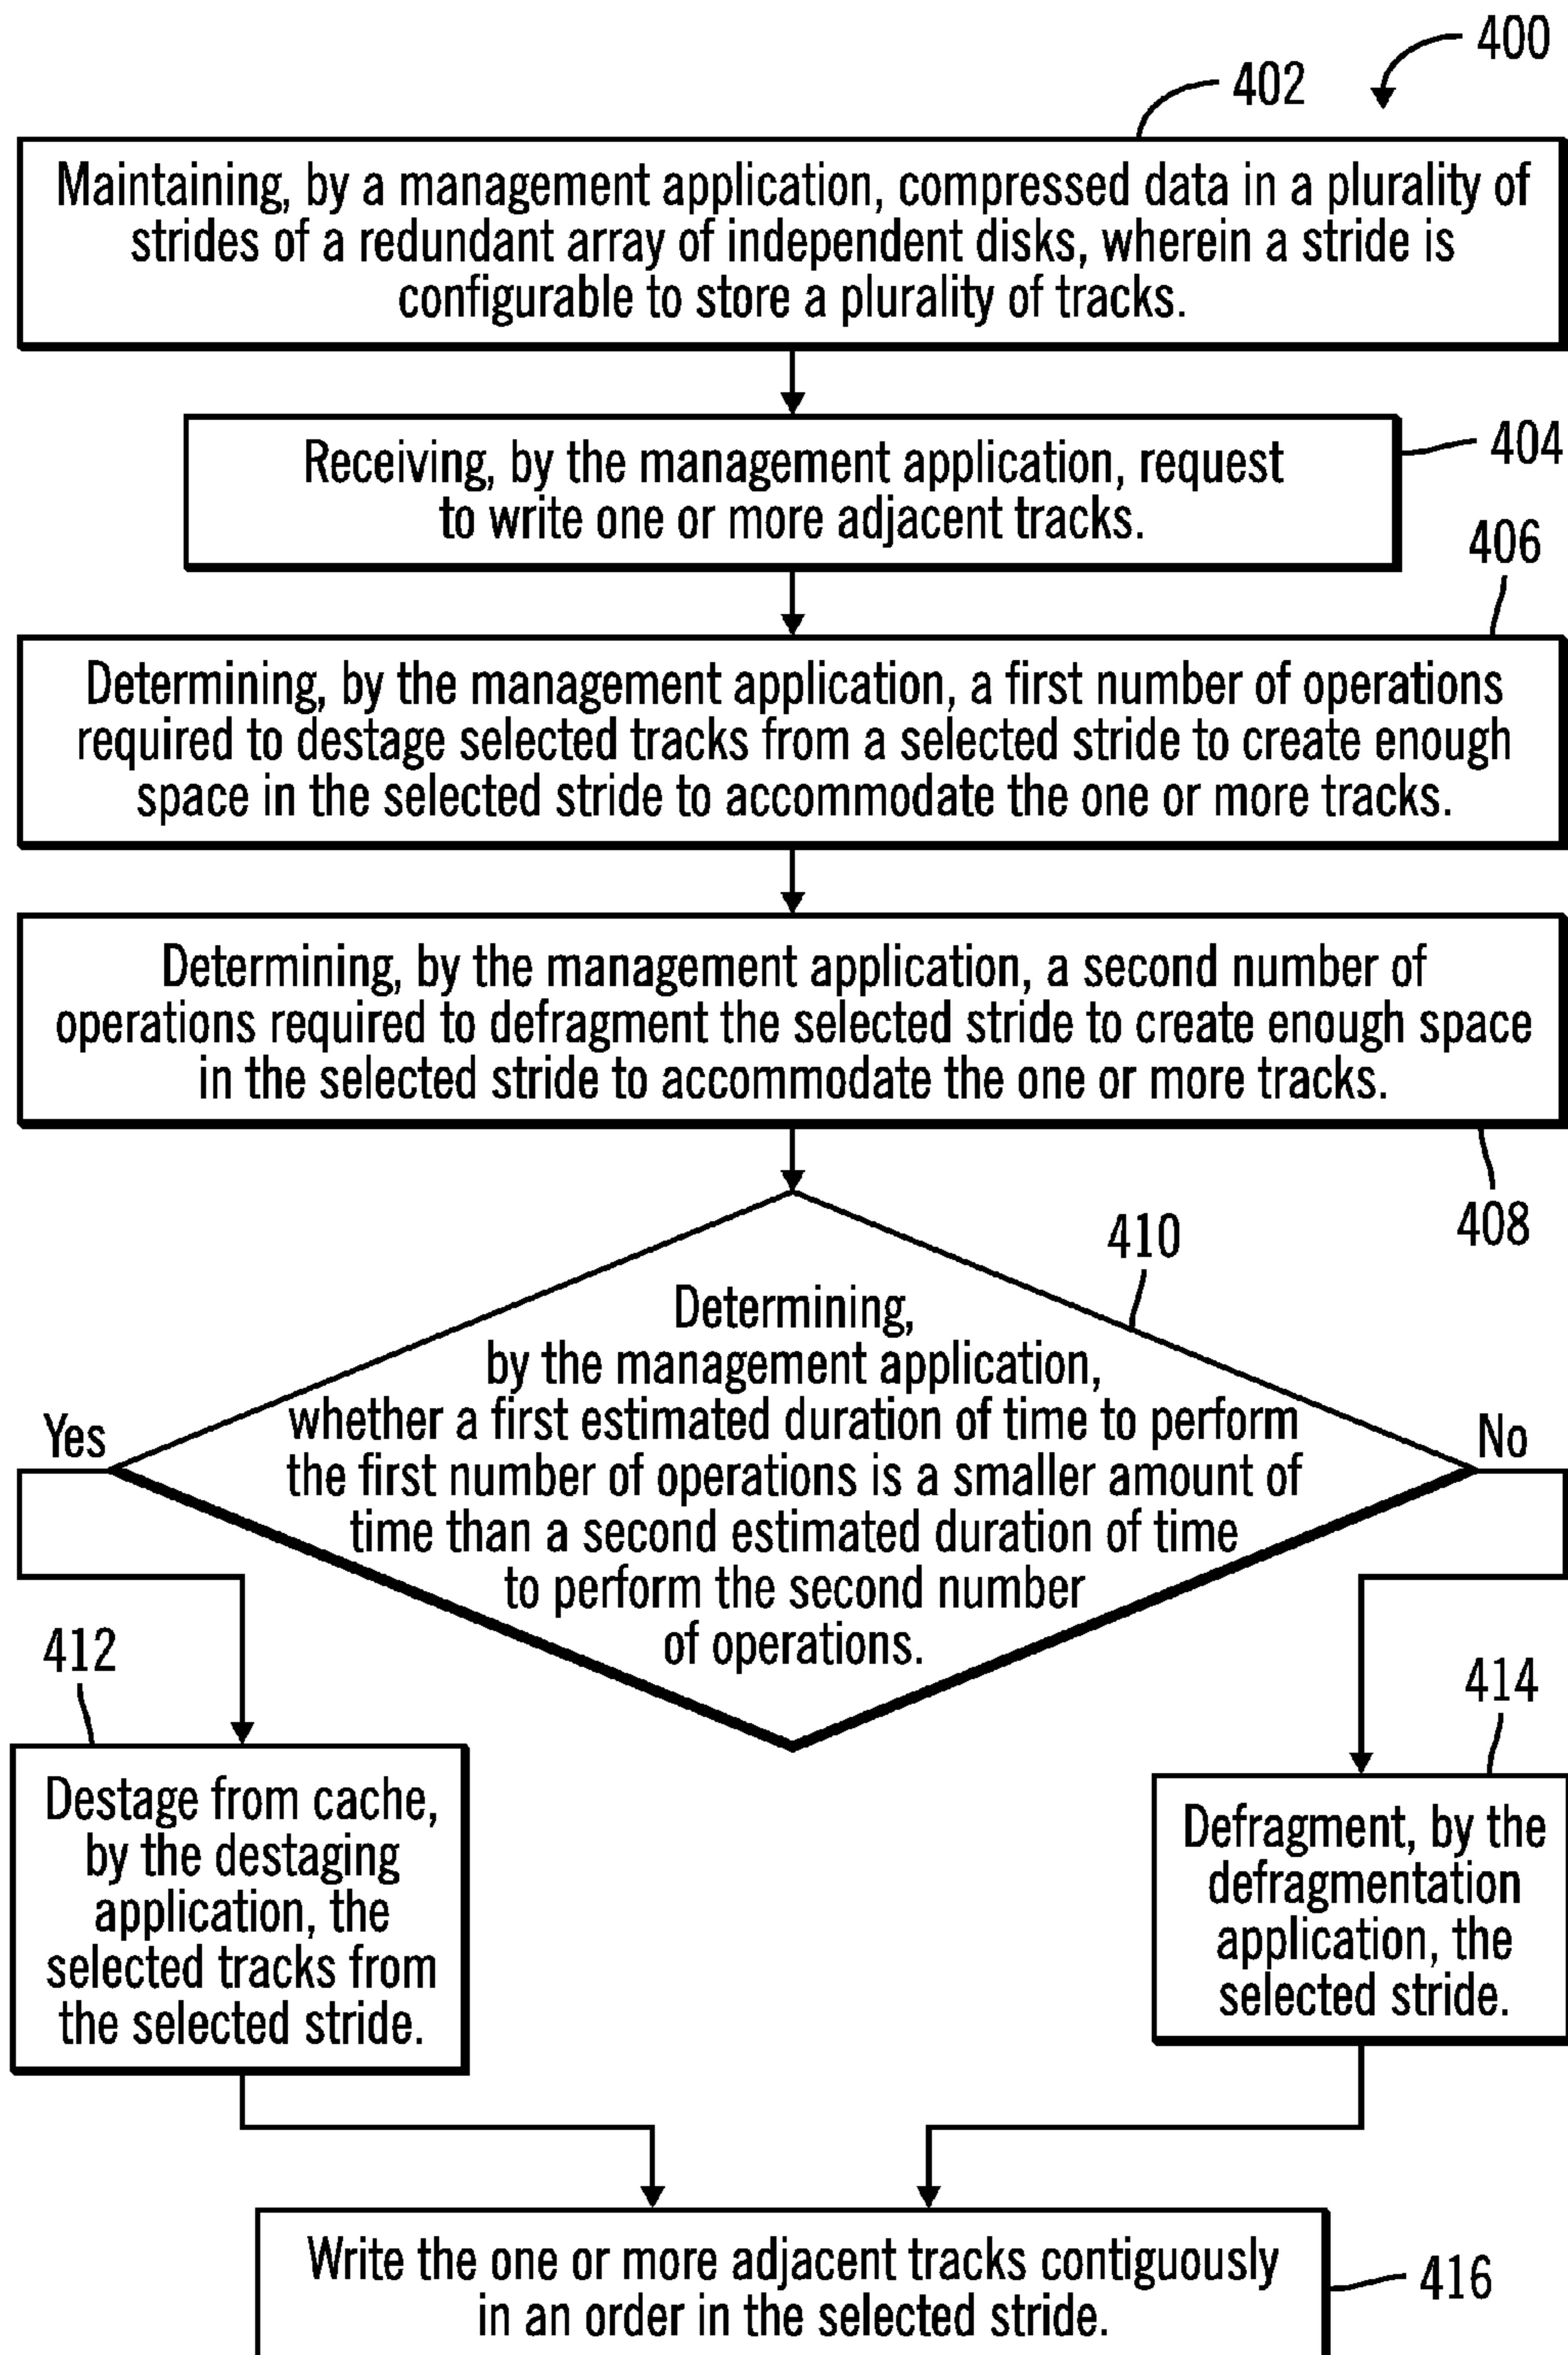 400
402
Maintaining, by a management application, compressed data in a plurality of
strides of a redundant array of independent disks, wherein a stride is
configurable to store a plurality of tracks.
404
Receiving, by the management application, request
to write one or more adjacent tracks.
406
Determining, by the management application, a first number of operations
required to destage selected tracks from a selected stride to create enough
space in the selected stride to accommodate the one or more tracks.
Determining, by the management application, a second number of
operations required to defragment the selected stride to create enough space
in the selected stride to accommodate the one or more tracks.
408
410
Determining,
by the management application,
whether a first estimated duration of time to perform
the first number of operations is a smaller amount of
time than a second estimated duration of time
to perform the second number
of operations.
Yes
No
412
Destage from cache,
by the destaging
application, the
selected tracks from
the selected stride.
414
Defragment, by the
defragmentation
application, the
selected stride.
Write the one or more adjacent tracks contiguously
in an order in the selected stride.
416